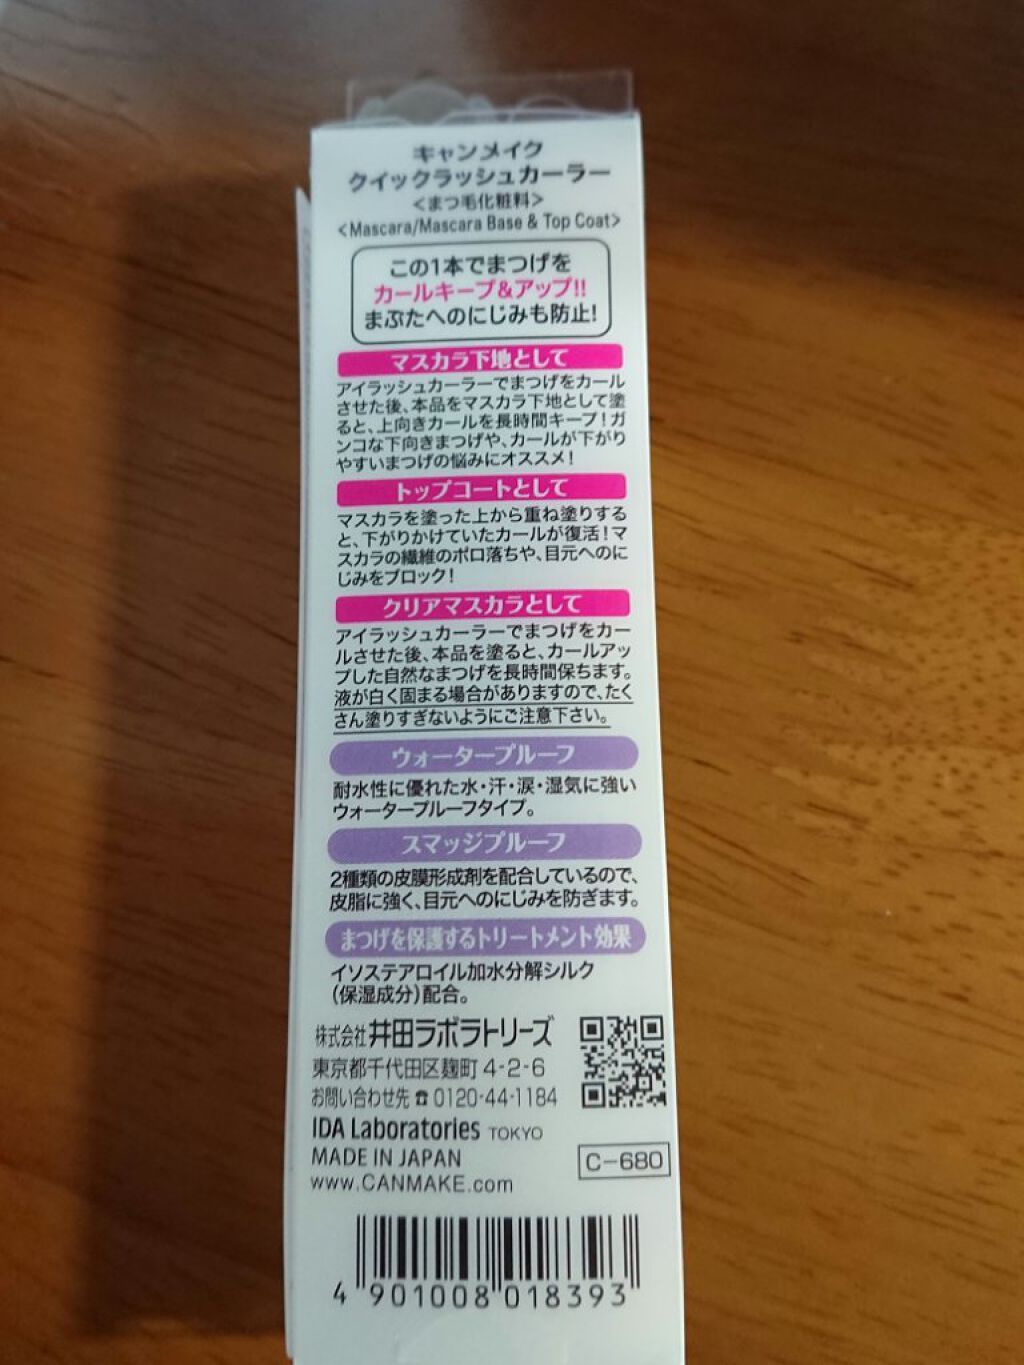 キャンメイク
クイックラッシュカーラー
<まつ毛化粧料>
<Mascara/Mascara Base & Top Coat>
この1本でまつげを
カールキープ&アップ!!
まぶたへのにじみも防止!
マスカラ下地として
アイラッシュカーラーでまつげをカール
させた後、本品をマスカラ下地として塗
ると、上向きカールを長時間キープ!ガ
ンコな下向きまつげや、カールが下がり
やすいまつげの悩みにオススメ!
トップコートとして
マスカラを塗った上から重ね塗りする
と、下がりかけていたカールが復活!マ
スカラの繊維のポロ落ちや、目元へのに
じみをブロック!
クリアマスカラとして
アイラッシュカーラーでまつげをカー
ルさせた後、本品を塗ると、カールアッ
プした自然なまつげを長時間保ちます。
液が白く固まる場合がありますので、たく
さん塗りすぎないようにご注意下さい。
ウォータープルーフ
耐水性に優れた水・汗・涙・湿気に強い
ウォータープルーフタイプ。
スマッジプルーフ
2種類の皮膜形成剤を配合しているので、
皮脂に強く、目元へのにじみを防ぎます。
まつげを保護するトリートメント効果
イソステアロイル加水分解シルク
(保湿成分)配合。
株式会社井田ラボラトリーズ
東京都千代田区麹町 4-2-6
お問い合わせ先 ☎ 0120-44-1184
IDA Laboratories TOKYO
MADE IN JAPAN
C-680
www.CANMAKE.com
4 901008 018393